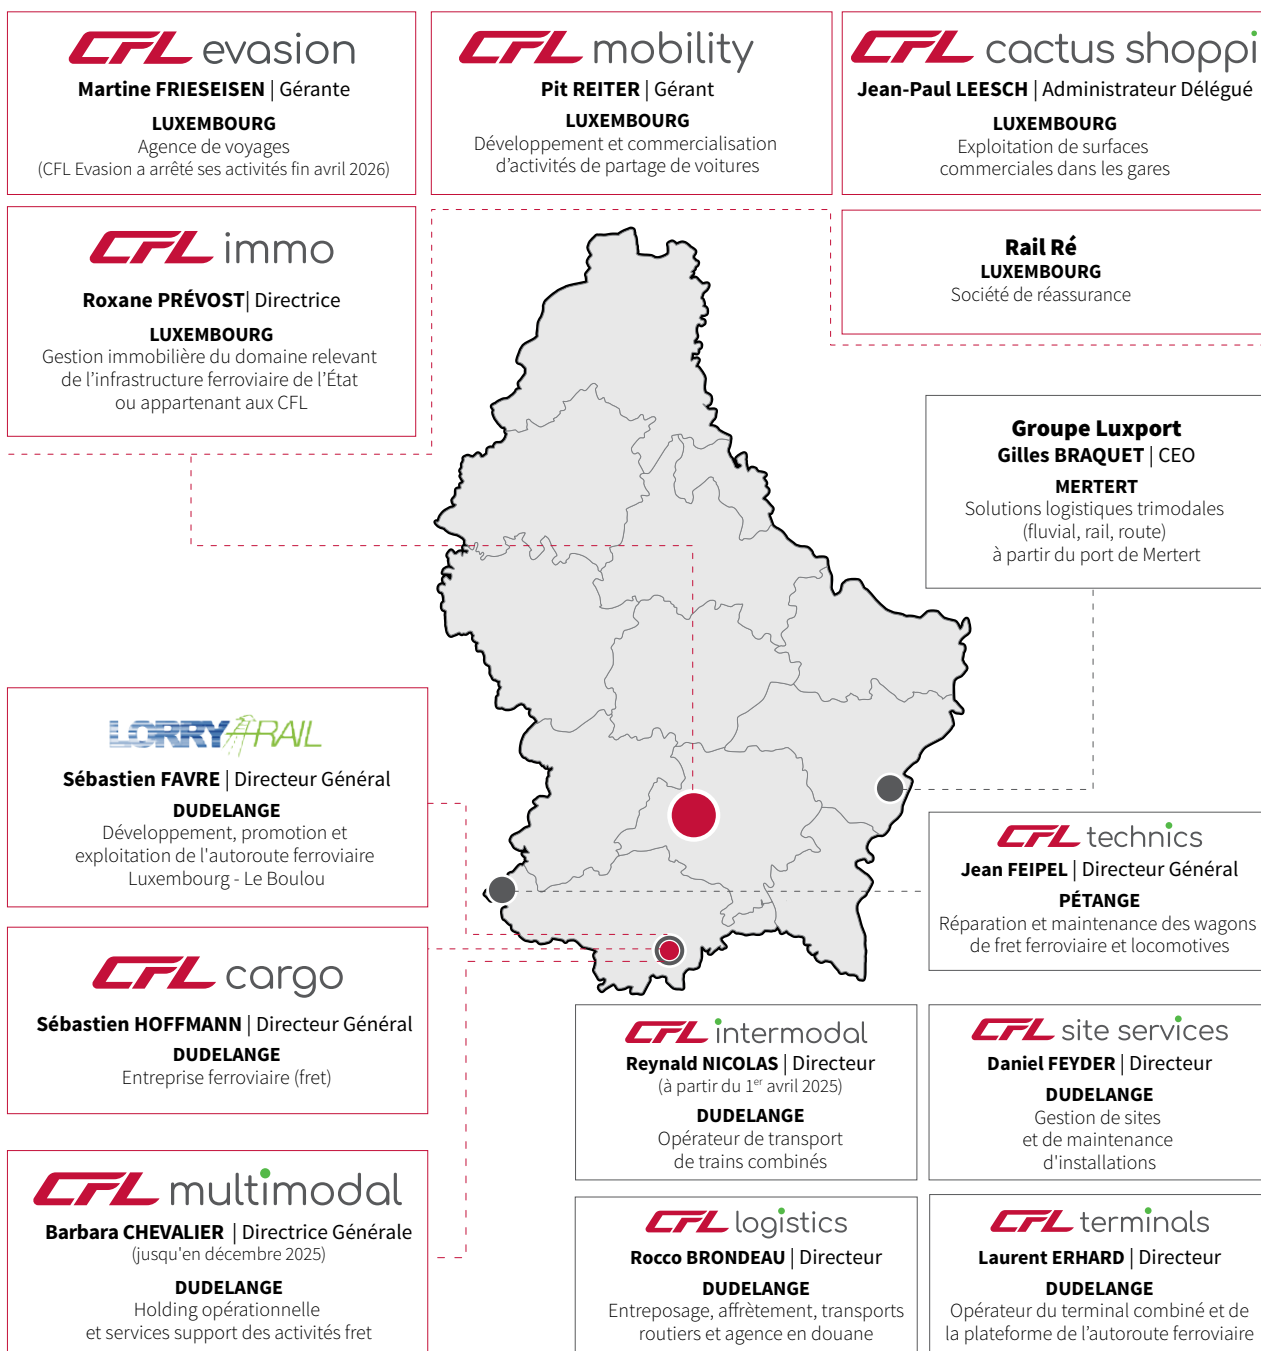 CFL evasion
Martine FRIESEISEN | Gérante
LUXEMBOURG
Agence de voyages
(CFL Evasion a arrêté ses activités fin avril 2026)
CFL mobility
Pit REITER | Gérant
LUXEMBOURG
Développement et commercialisation
d'activités de partage de voitures
CFL cactus shoppi
Jean-Paul LEESCH | Administrateur Délégué
LUXEMBOURG
Exploitation de surfaces
commerciales dans les gares
CFL immo
Roxane PRÉVOST| Directrice
LUXEMBOURG
Gestion immobilière du domaine relevant
de l'infrastructure ferroviaire de l'État
ou appartenant aux CFL
Rail Ré
LUXEMBOURG
Société de réassurance
Groupe Luxport
Gilles BRAQUET | CEO
MERTERT
Solutions logistiques trimodales
(fluvial, rail, route)
à partir du port de Mertert
LORRY RAIL
Sébastien FAVRE | Directeur Général
DUDELANGE
Développement, promotion et
exploitation de l'autoroute ferroviaire
Luxembourg - Le Boulou
CFL technics
Jean FEIPEL | Directeur Général
PÉTANGE
Réparation et maintenance des wagons
de fret ferroviaire et locomotives
CFL cargo
Sébastien HOFFMANN | Directeur Général
DUDELANGE
Entreprise ferroviaire (fret)
CFL intermodal
Reynald NICOLAS | Directeur
(à partir du 1er avril 2025)
DUDELANGE
Opérateur de transport
de trains combinés
CFL site services
Daniel FEYDER | Directeur
DUDELANGE
Gestion de sites
et de maintenance
d'installations
CFL multimodal
Barbara CHEVALIER | Directrice Générale
(jusqu'en décembre 2025)
DUDELANGE
Holding opérationnelle
et services support des activités fret
CFL logistics
Rocco BRONDEAU | Directeur
DUDELANGE
Entreposage, affrètement, transports
routiers et agence en douane
CFL terminals
Laurent ERHARD | Directeur
DUDELANGE
Opérateur du terminal combiné et de
la plateforme de l'autoroute ferroviaire